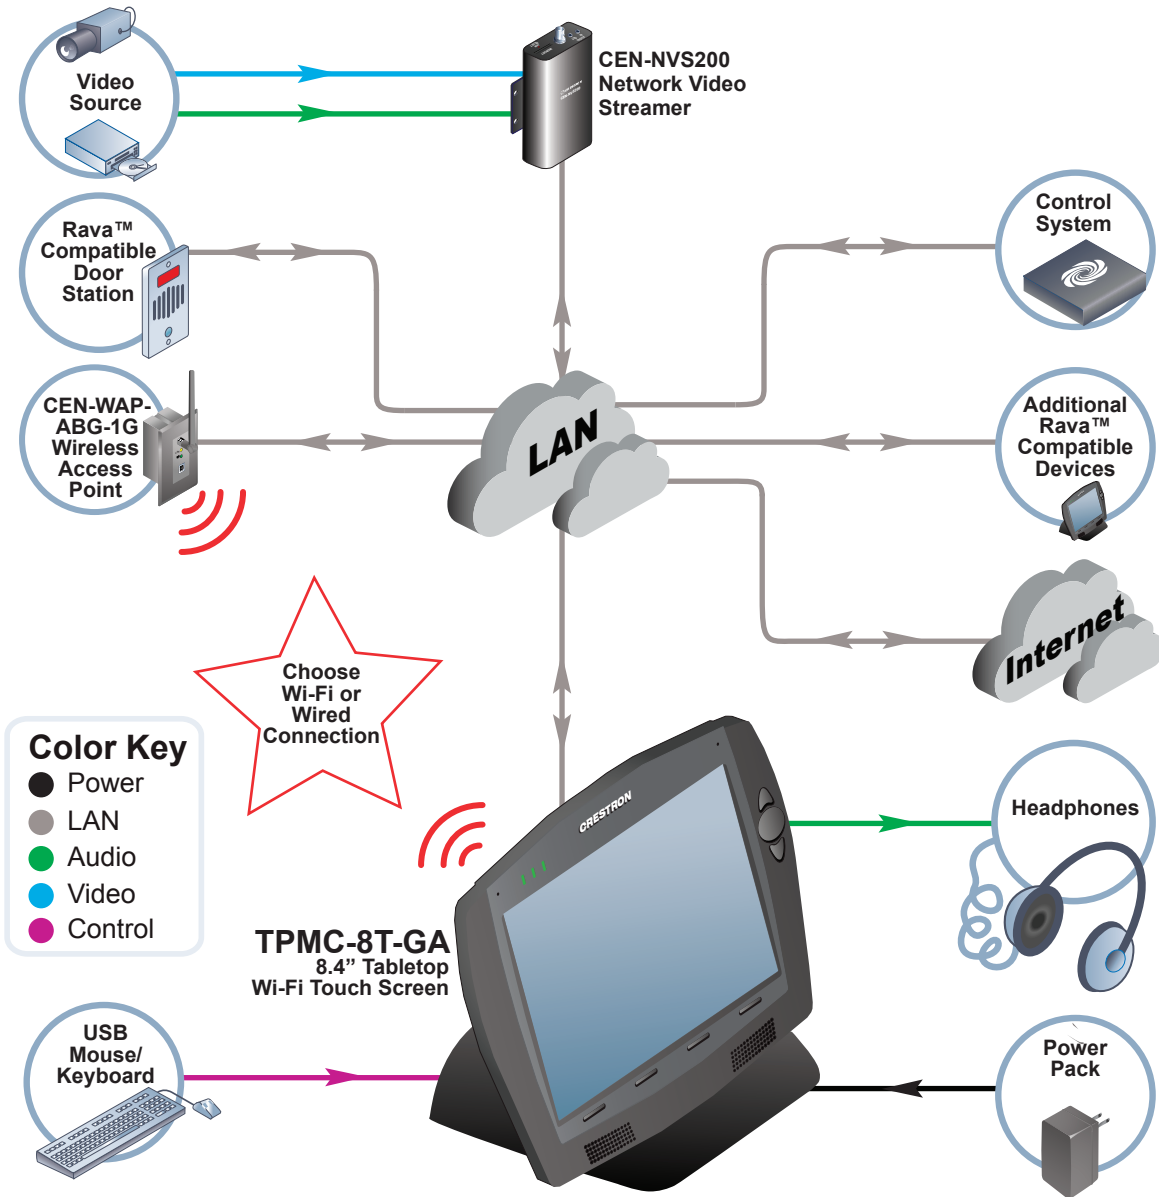 Video
Source
CEN-NVS200
Network Video
Streamer
Rava™
Compatible
Door
Station
Control
System
CEN-WAP-
ABG-1G
Wireless
Access
Point
LAN
Additional
Rava™
Compatible
Devices
Internet
Choose
Wi-Fi or
Wired
Connection
Color Key
Power
LAN
Audio
Video
Control
CRESTRON
Headphones
TPMC-8T-GA
8.4” Tabletop
Wi-Fi Touch Screen
USB
Mouse/
Keyboard
Power
Pack